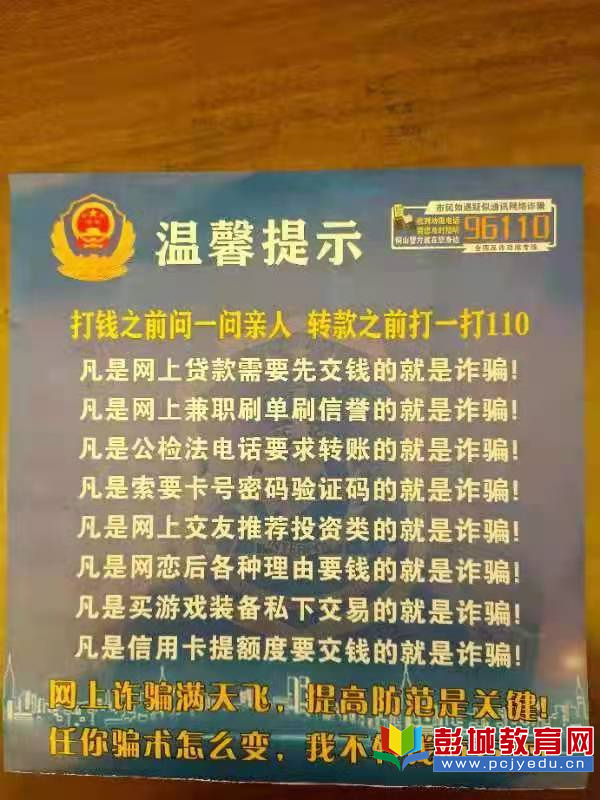 市民如遇疑似通讯网络诈骗
96110
全国反诈劝阻专线
温馨提示
打钱之前问一问亲人 转款之前打一打110
凡是网上贷款需要先交钱的就是诈骗!
凡是网上兼职刷单刷信誉的就是诈骗!
凡是公检法电话要求转账的就是诈骗!
凡是索要卡号密码验证码的就是诈骗!
凡是网上交友推荐投资类的就是诈骗!
凡是网恋后各种理由要钱的就是诈骗!
凡是买游戏装备私下交易的就是诈骗!
凡是信用卡提额度要交钱的就是诈骗!
网上诈骗满天飞，提高防范是关键!
任你骗术怎么变，我不
彭城教育网
www.pcjyedu.cn